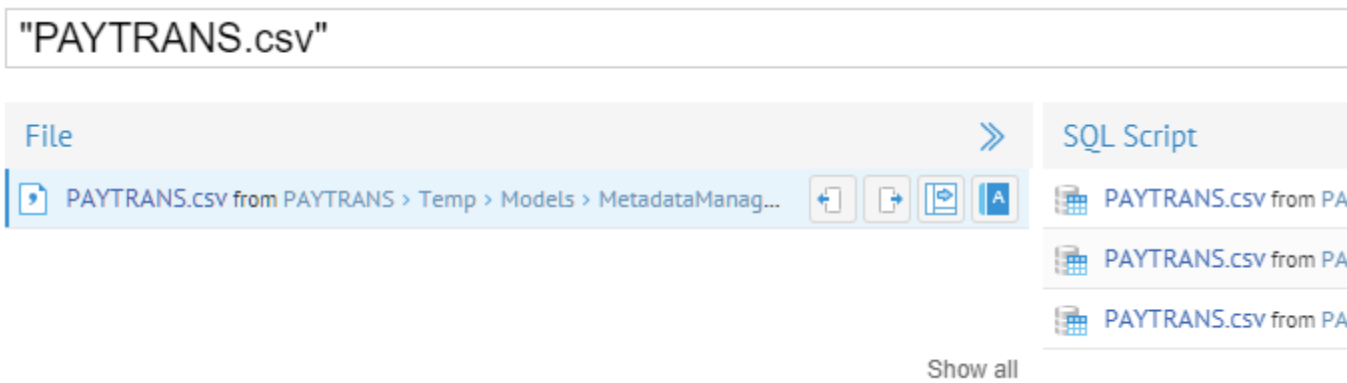 "PAYTRANS.csv"
File
PAYTRANS.csv from PAYTRANS > Temp > Models > MetadataManag...
Show all
SQL Script
PAYTRANS.csv from PA
PAYTRANS.csv from PA
PAYTRANS.csv from PA